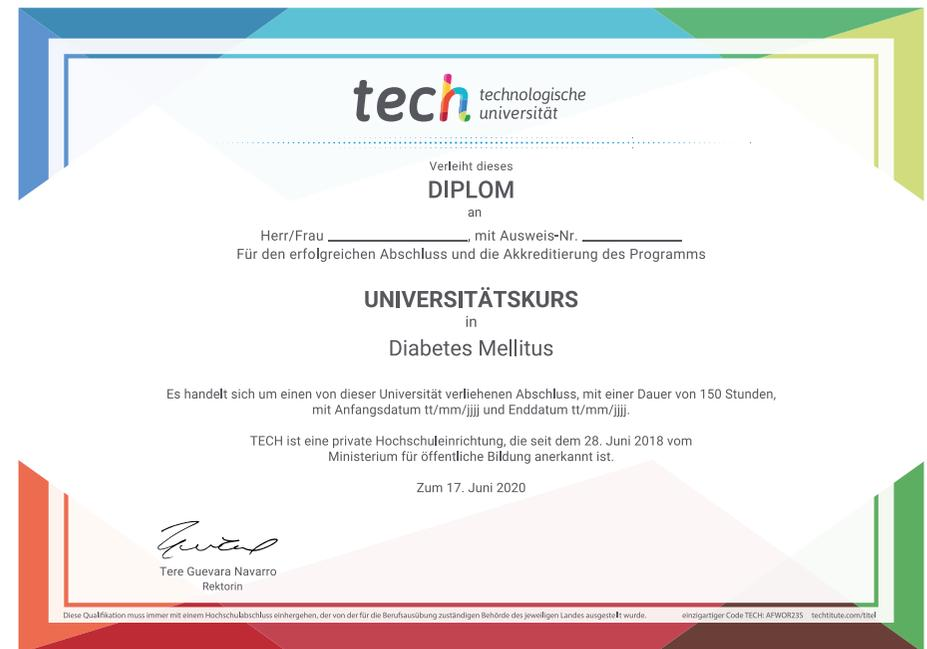 tech technologische
universität
Verleiht dieses
DIPLOM
an
Herr/Frau ____________, mit Ausweis-Nr. ____________
Für den erfolgreichen Abschluss und die Akkreditierung des Programms
UNIVERSITÄTSKURS
in
Diabetes Mellitus
Es handelt sich um einen von dieser Universität verliehenen Abschluss, mit einer Dauer von 150 Stunden,
mit Anfangsdatum tt/mm/jjjj und Enddatum tt/mm/jjjj.
TECH ist eine private Hochschuleinrichtung, die seit dem 28. Juni 2018 vom
Ministerium für öffentliche Bildung anerkannt ist.
Zum 17. Juni 2020
Tere Guevara Navarro
Rektorin
Diese Qualifikation muss immer mit einem Hochschulabschluss einhergehen, der von der für die Berufsausübung zuständigen Behörde des jeweiligen Landes ausgestellt wurde. einzigartiger Code TECH: AFWOR23S techtitute.com/titel